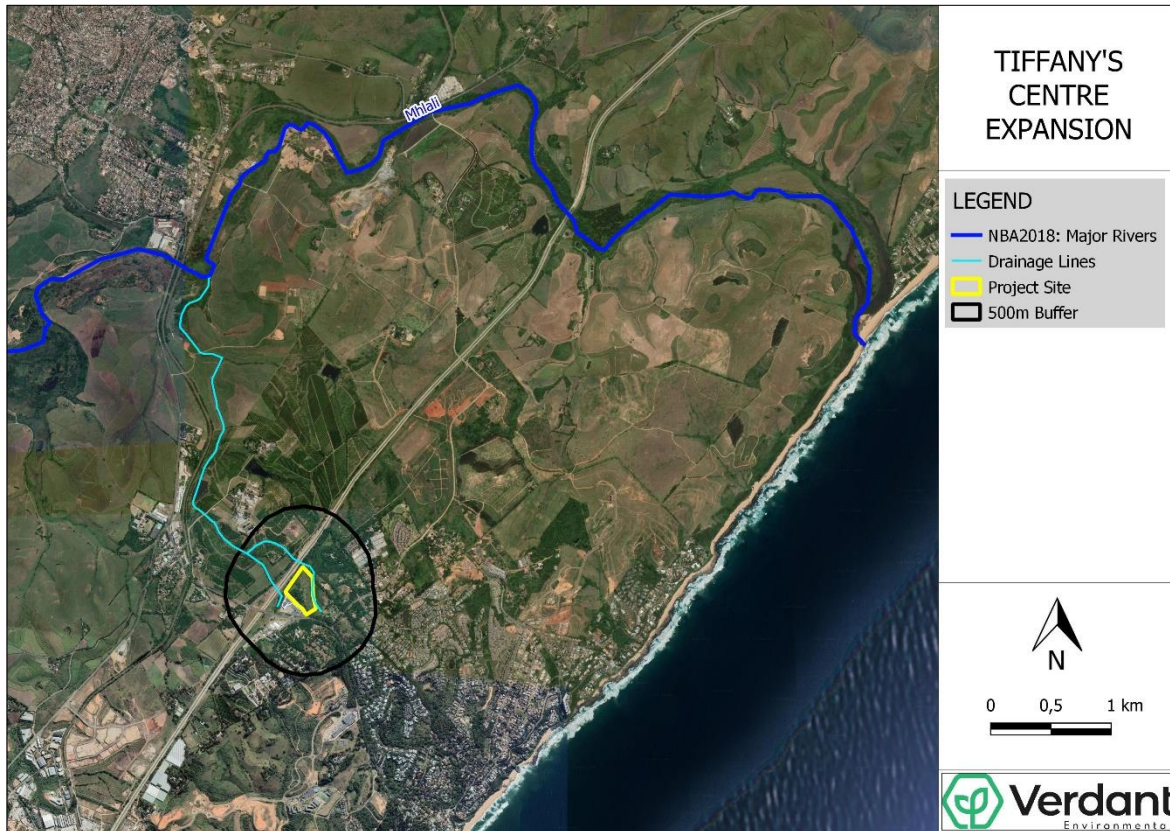 Mhlali
TIFFANY'S
CENTRE
EXPANSION
LEGEND
NBA2018: Major Rivers
Drainage Lines
Project Site
500m Buffer
N
0 0,5 1 km
Verdant
Environmenta